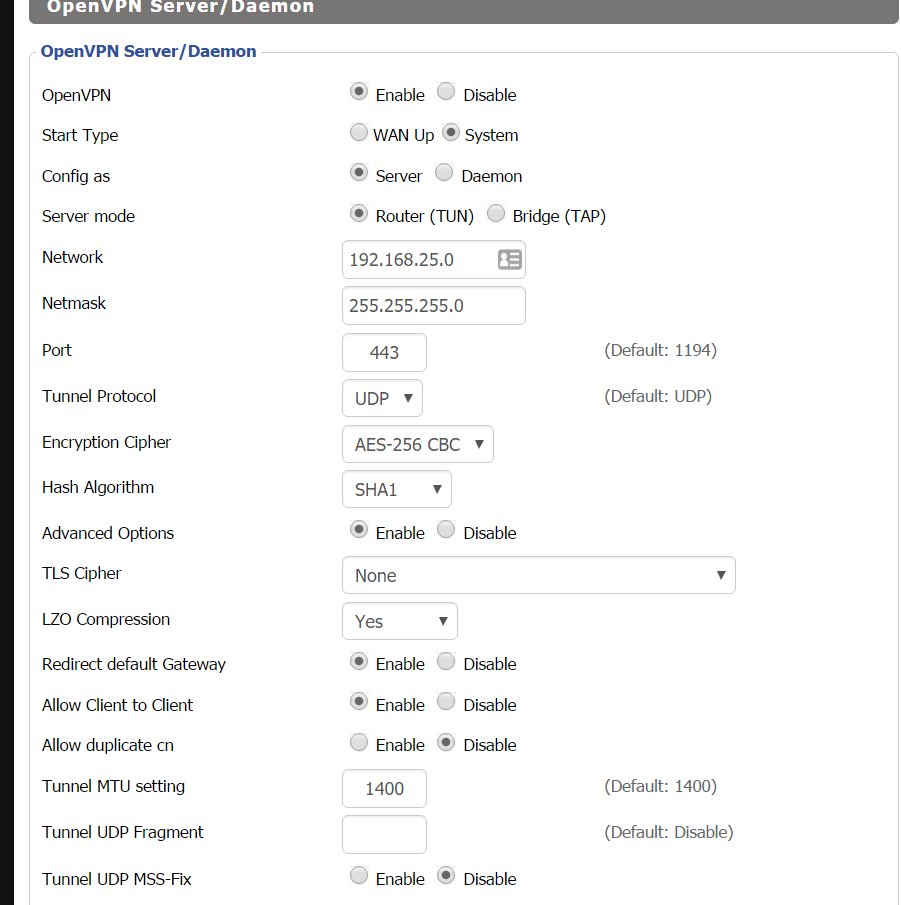 OpenVPN Server/Daemon
OpenVPN Server/Daemon
OpenVPN Enable Disable
Start Type WAN Up System
Config as Server Daemon
Server mode Router (TUN) Bridge (TAP)
Network 192.168.25.0
Netmask 255.255.255.0
Port 443 (Default: 1194)
Tunnel Protocol UDP (Default: UDP)
Encryption Cipher AES-256 CBC
Hash Algorithm SHA1
Advanced Options Enable Disable
TLS Cipher None
LZO Compression Yes
Redirect default Gateway Enable Disable
Allow Client to Client Enable Disable
Allow duplicate cn Enable Disable
Tunnel MTU setting 1400 (Default: 1400)
Tunnel UDP Fragment (Default: Disable)
Tunnel UDP MSS-Fix Enable Disable